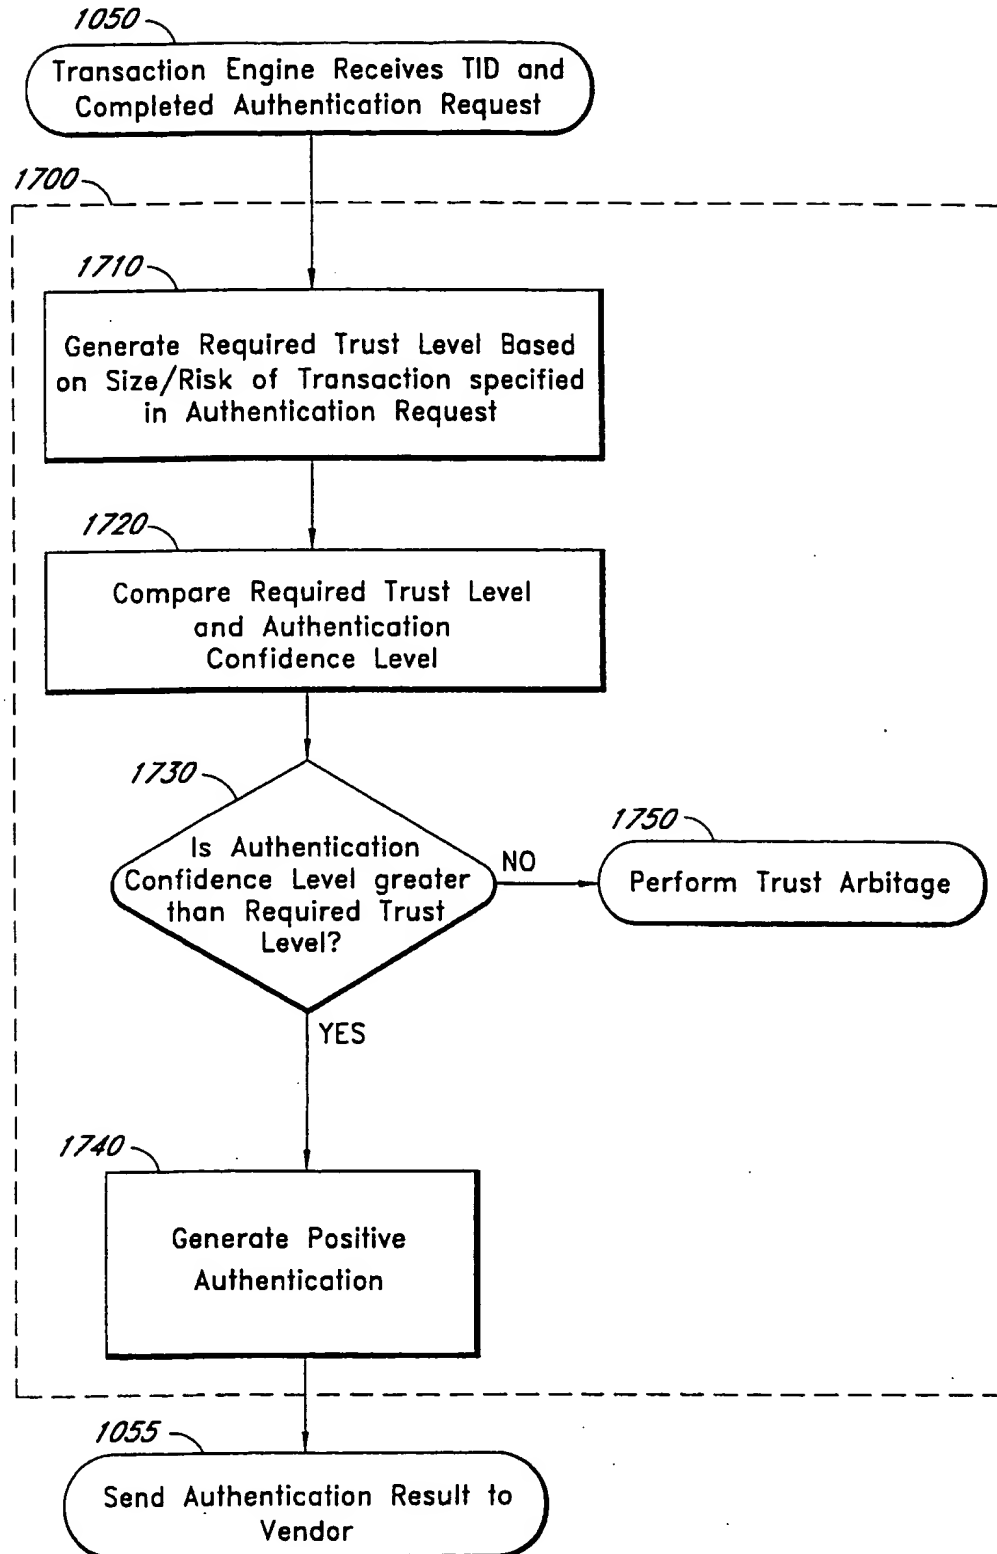 1050
Transaction Engine Receives TID and
Completed Authentication Request
1700
1710
Generate Required Trust Level Based
on Size/Risk of Transaction specified
in Authentication Request
1720
Compare Required Trust Level
and Authentication
Confidence Level
1730
Is Authentication
Confidence Level greater
than Required Trust
Level?
NO
1750
Perform Trust Arbitage
YES
1740
Generate Positive
Authentication
1055
Send Authentication Result to
Vendor